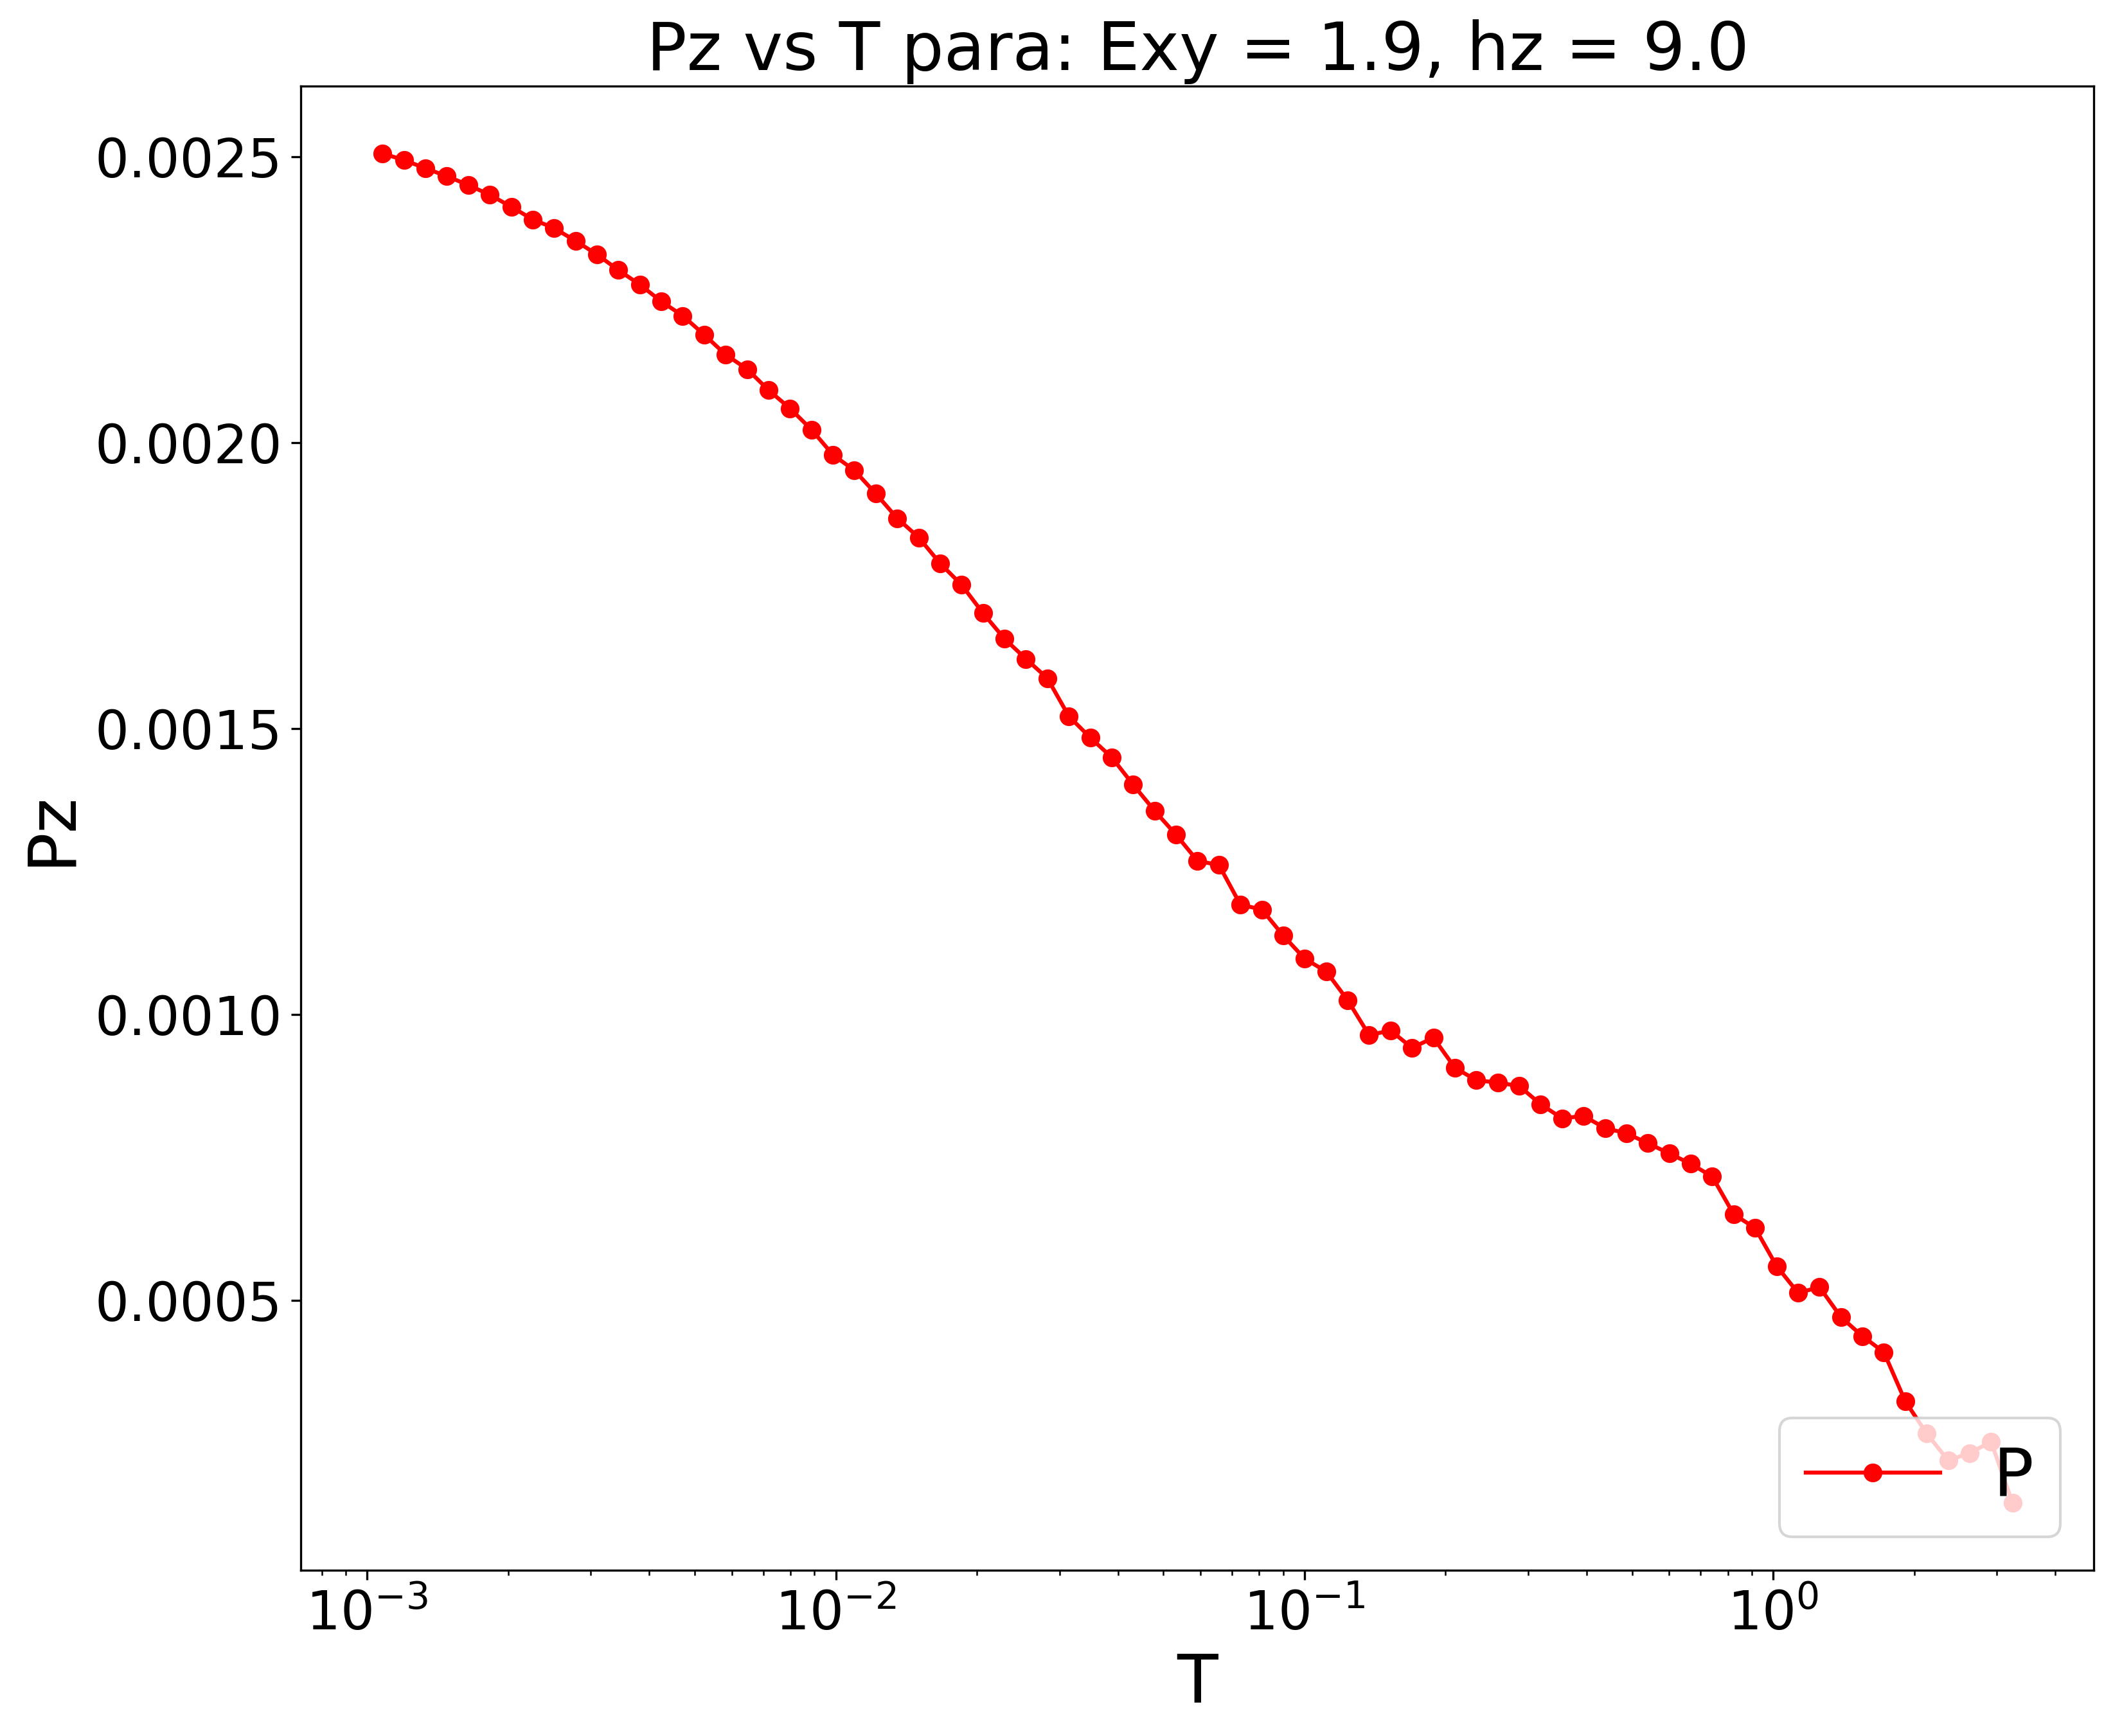 Pz vs T para: Exy = 1.9, hz = 9.0
0.0025
0.0020
0.0015
0.0010
0.0005
Pz
10⁻³ 10⁻² 10⁻¹ 10⁰
T
P